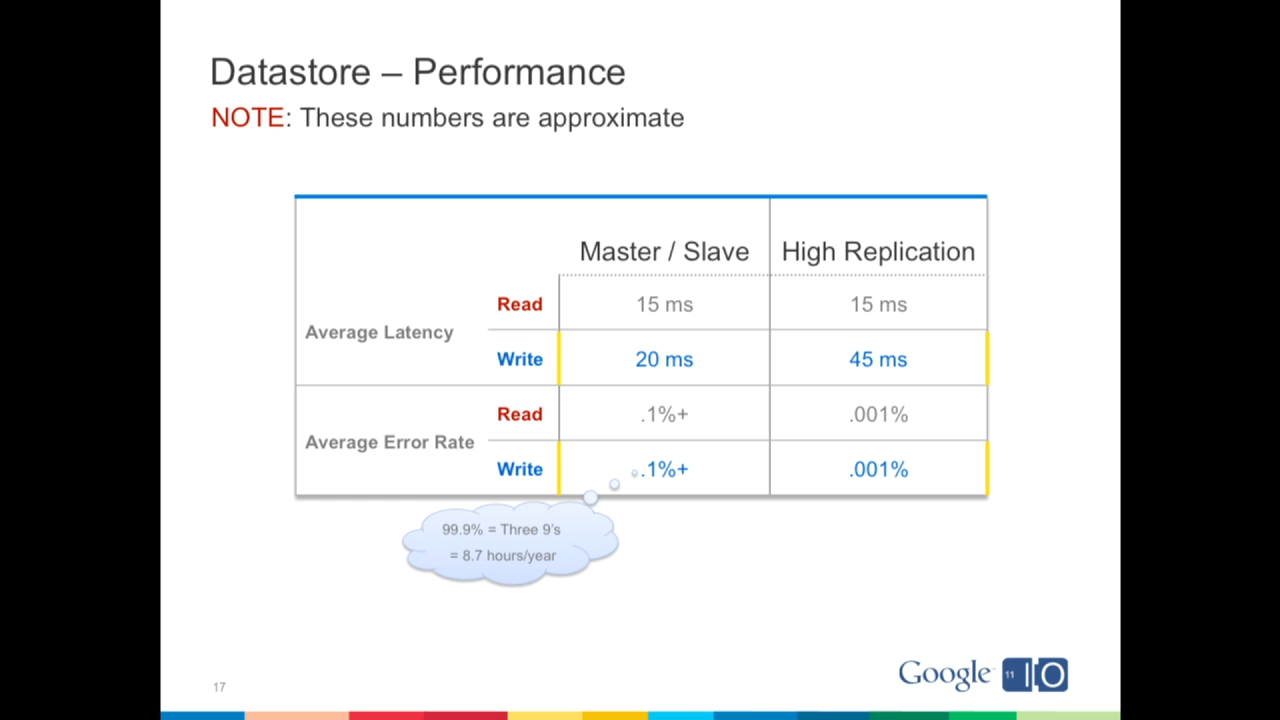 Datastore – Performance
NOTE: These numbers are approximate
Master / Slave High Replication
Average Latency
Read 15 ms 15 ms
Write 20 ms 45 ms
Average Error Rate
Read .1%+ .001%
Write .1%+ .001%
99.9% = Three 9's
= 8.7 hours/year
17
Google 11 IO